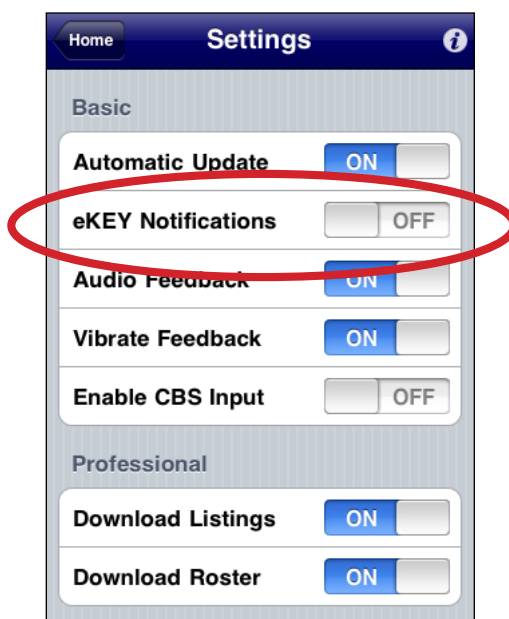 Home Settings i
Basic
Automatic Update ON
eKEY Notifications OFF
Audio Feedback ON
Vibrate Feedback ON
Enable CBS Input OFF
Professional
Download Listings ON
Download Roster ON